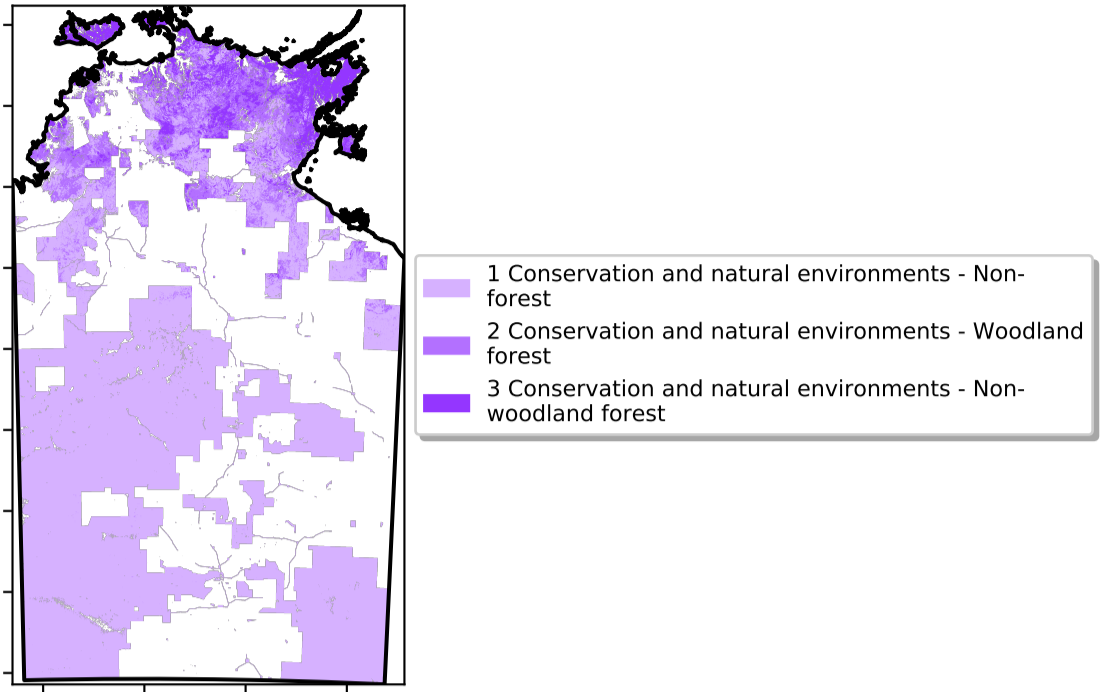 1 Conservation and natural environments - Non-
forest
2 Conservation and natural environments - Woodland
forest
3 Conservation and natural environments - Non-
woodland forest